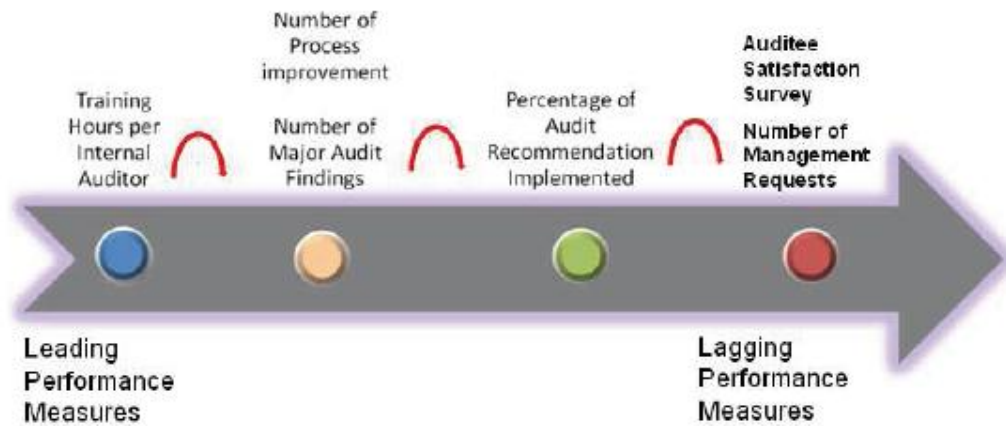 Training
Hours per
Internal
Auditor
Number of
Process
improvement
Number of
Major Audit
Findings
Percentage of
Audit
Recommendation
Implemented
Auditee
Satisfaction
Survey
Number of
Management
Requests
Leading
Performance
Measures
Lagging
Performance
Measures